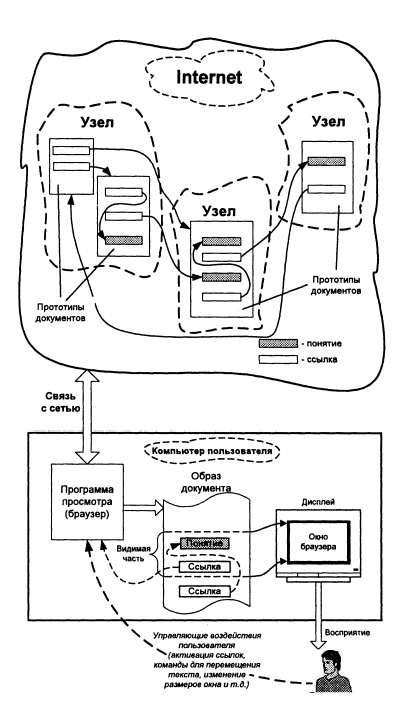 Internet
Узел
Узел
Узел
Прототипы
документов
Прототипы
документов
- понятие
- ссылка
Связь
с сетью
Компьютер пользователя
Программа
просмотра
(браузер)
Образ
документа
Дисплей
Видимая
часть
Понятие
Ссылка
Ссылка
Окно
браузера
Восприятие
Управляющие воздействия
пользователя
(активация ссылок,
команды для перемещения
текста, изменение
размеров окна и т.д.)